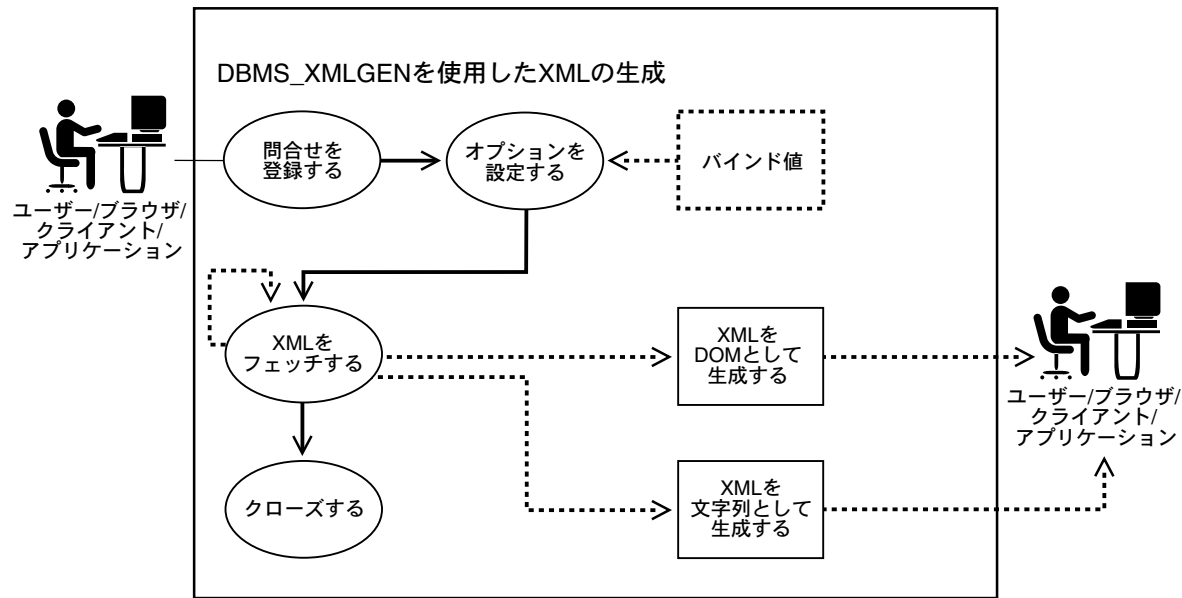 DBMS_XMLGENを使用したXMLの生成
ユーザー/ブラウザ/
クライアント/
アプリケーション
問合せを
登録する
オプションを
設定する
バインド値
XMLを
フェッチする
XMLを
DOMとして
生成する
ユーザー/ブラウザ/
クライアント/
アプリケーション
クローズする
XMLを
文字列として
生成する